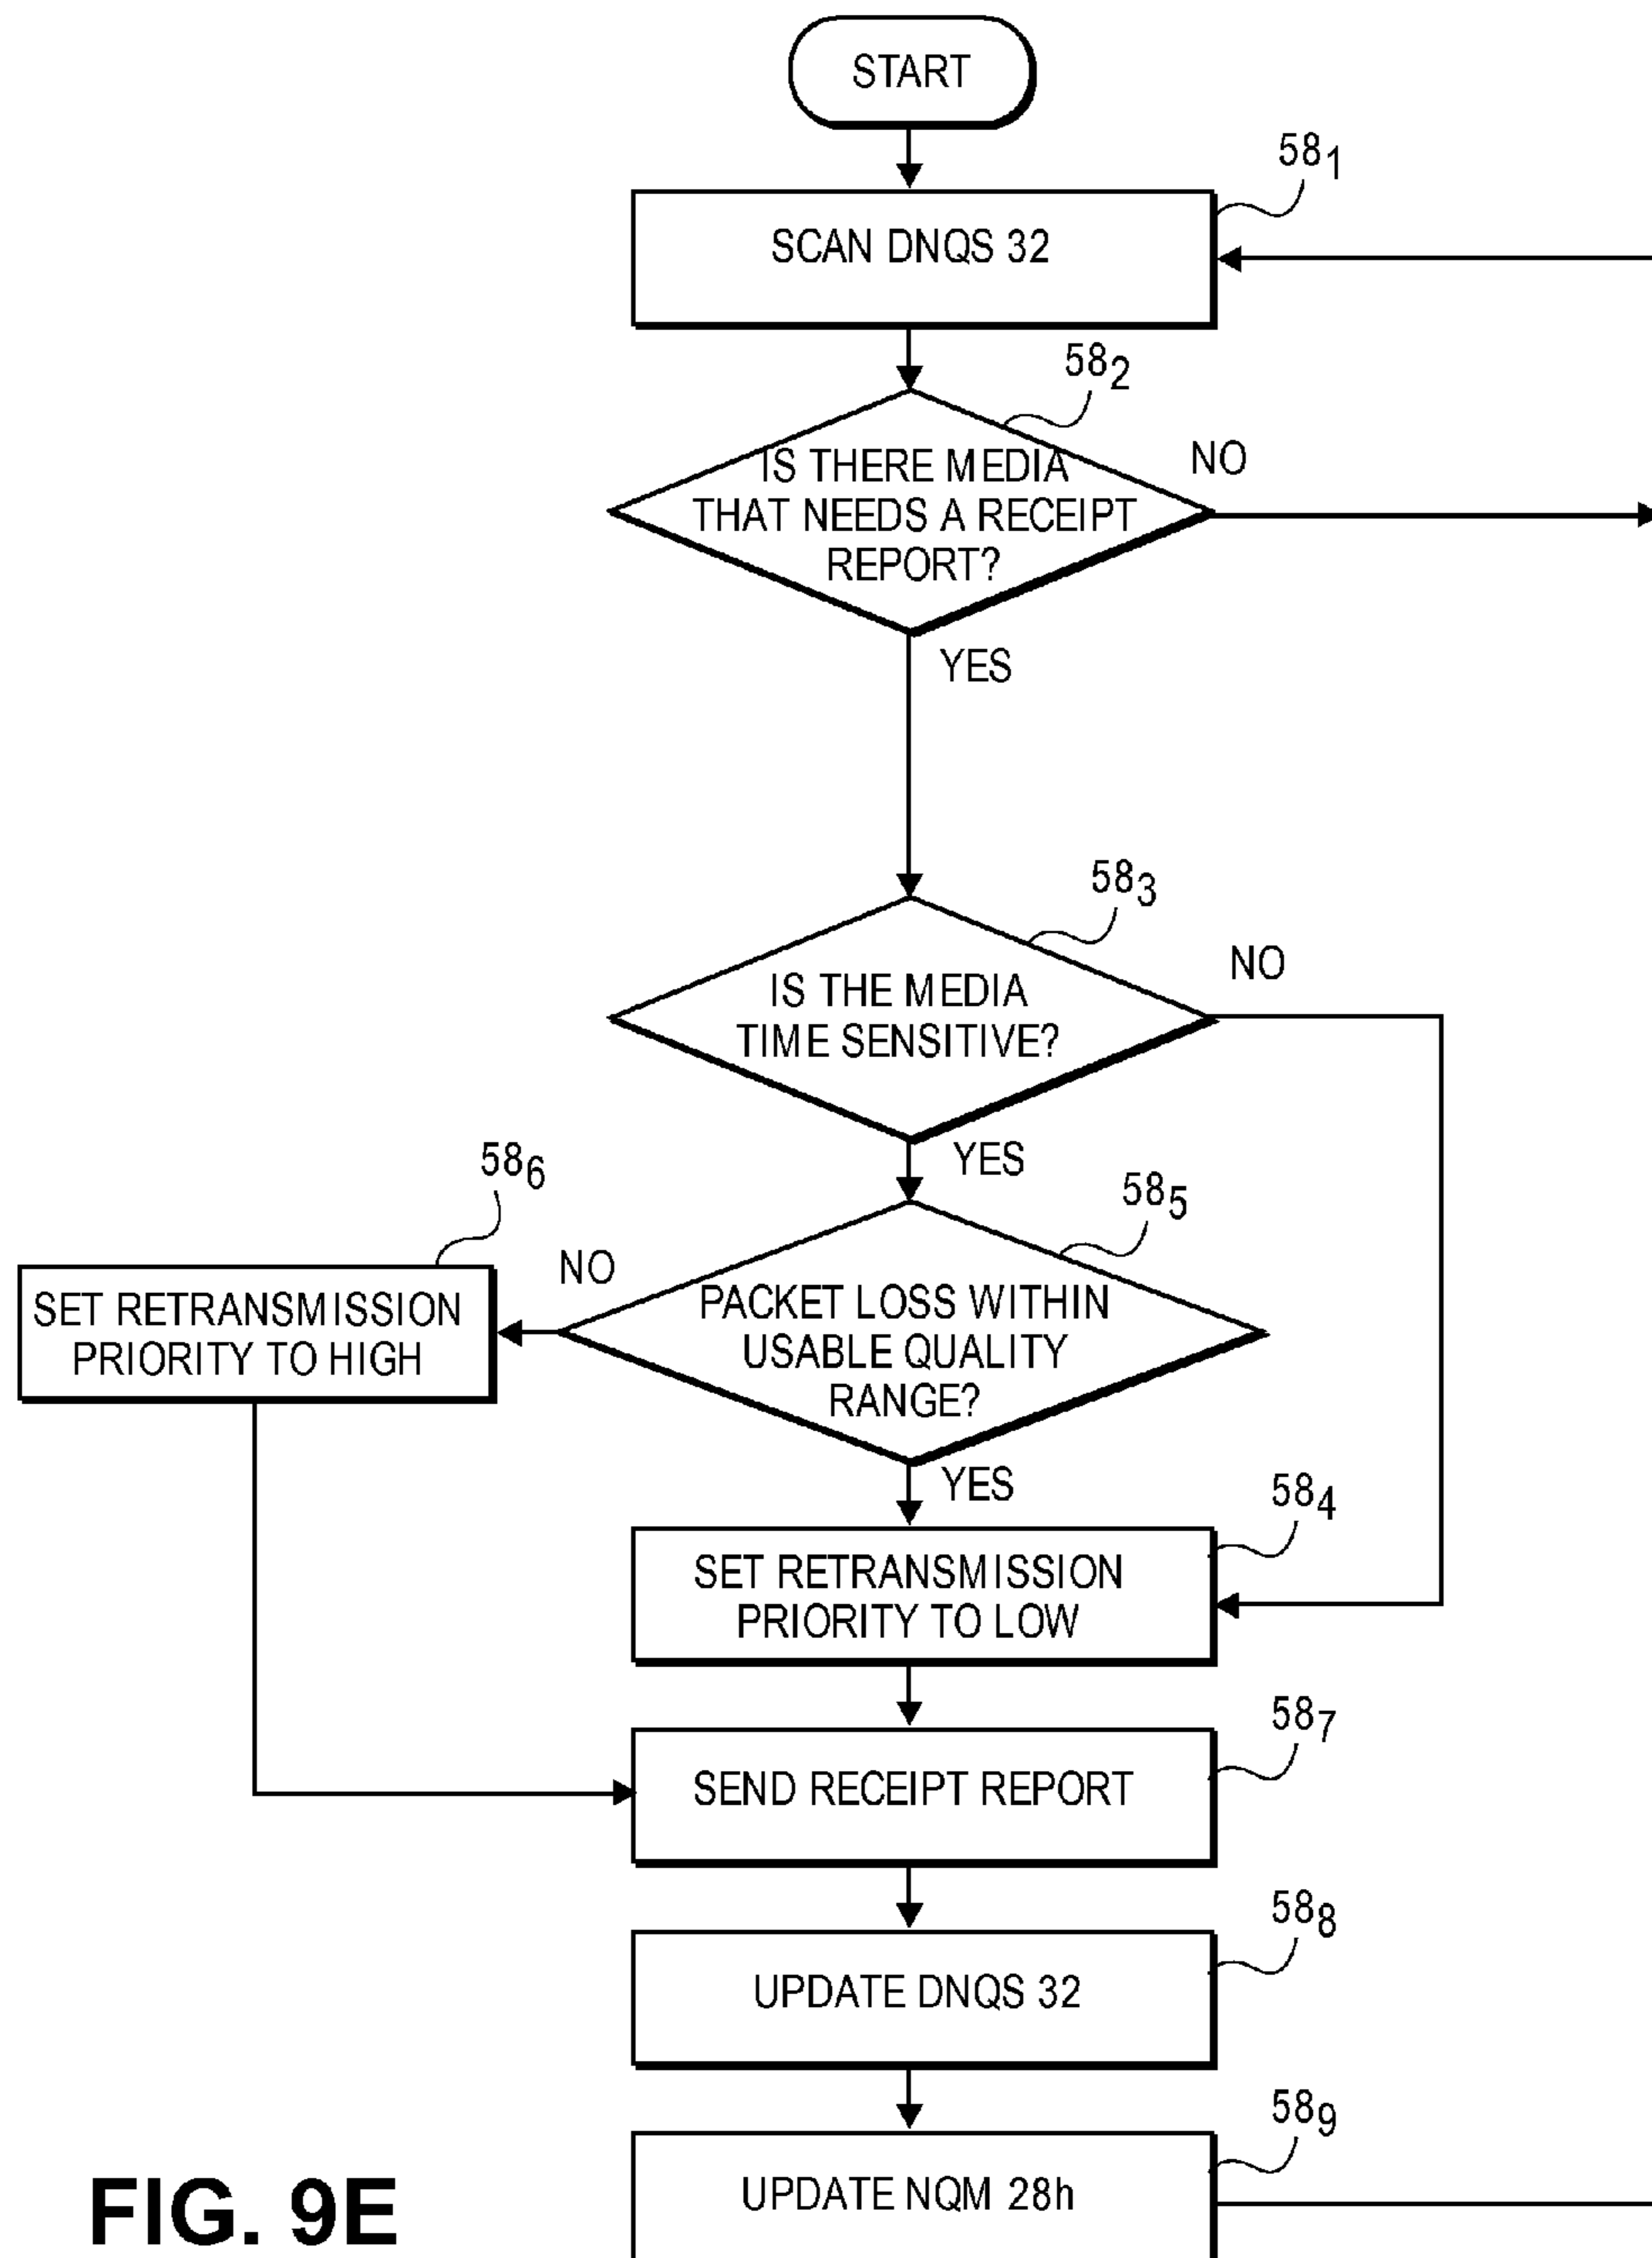 START
58₁
SCAN DNQS 32
58₂
IS THERE MEDIA
THAT NEEDS A RECEIPT
REPORT?
NO
YES
58₃
IS THE MEDIA
TIME SENSITIVE?
NO
YES
58₅
PACKET LOSS WITHIN
USABLE QUALITY
RANGE?
NO
58₆
SET RETRANSMISSION
PRIORITY TO HIGH
YES
58₄
SET RETRANSMISSION
PRIORITY TO LOW
58₇
SEND RECEIPT REPORT
58₈
UPDATE DNQS 32
58₉
UPDATE NQM 28h
FIG. 9E